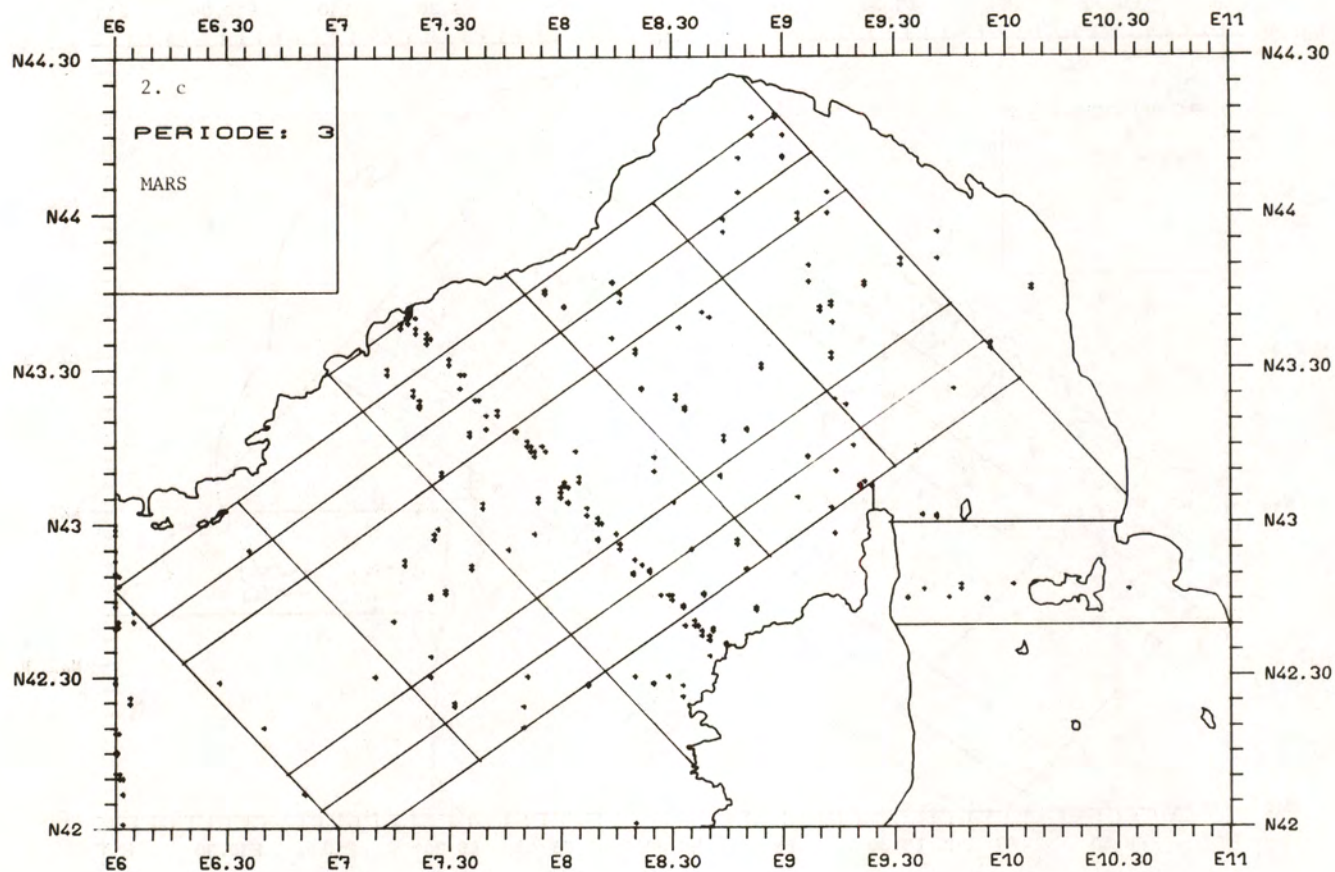 E6 E6.30 E7 E7.30 E8 E8.30 E9 E9.30 E10 E10.30 E11
N44.30 N44.30
2. c
PERIODE: 3
MARS
N44 N44
N43.30 N43.30
N43 N43
N42.30 N42.30
N42 N42
E6 E6.30 E7 E7.30 E8 E8.30 E9 E9.30 E10 E10.30 E11